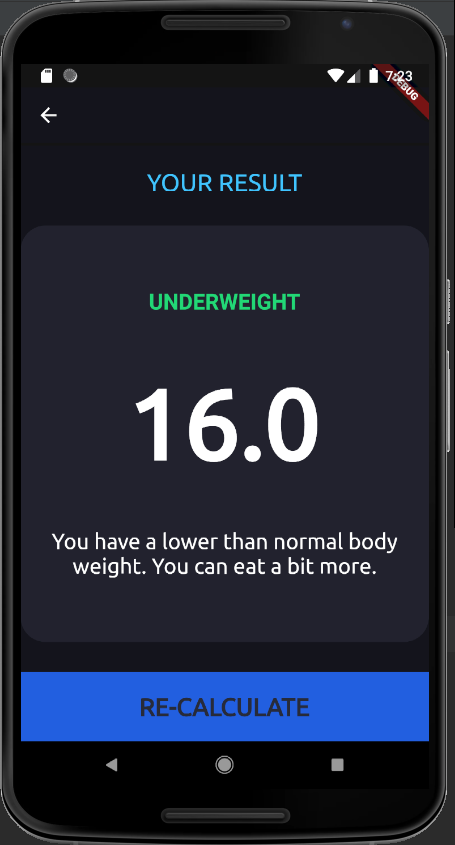 7:23
DEBUG
YOUR RESULT
UNDERWEIGHT
16.0
You have a lower than normal body
weight. You can eat a bit more.
RE-CALCULATE